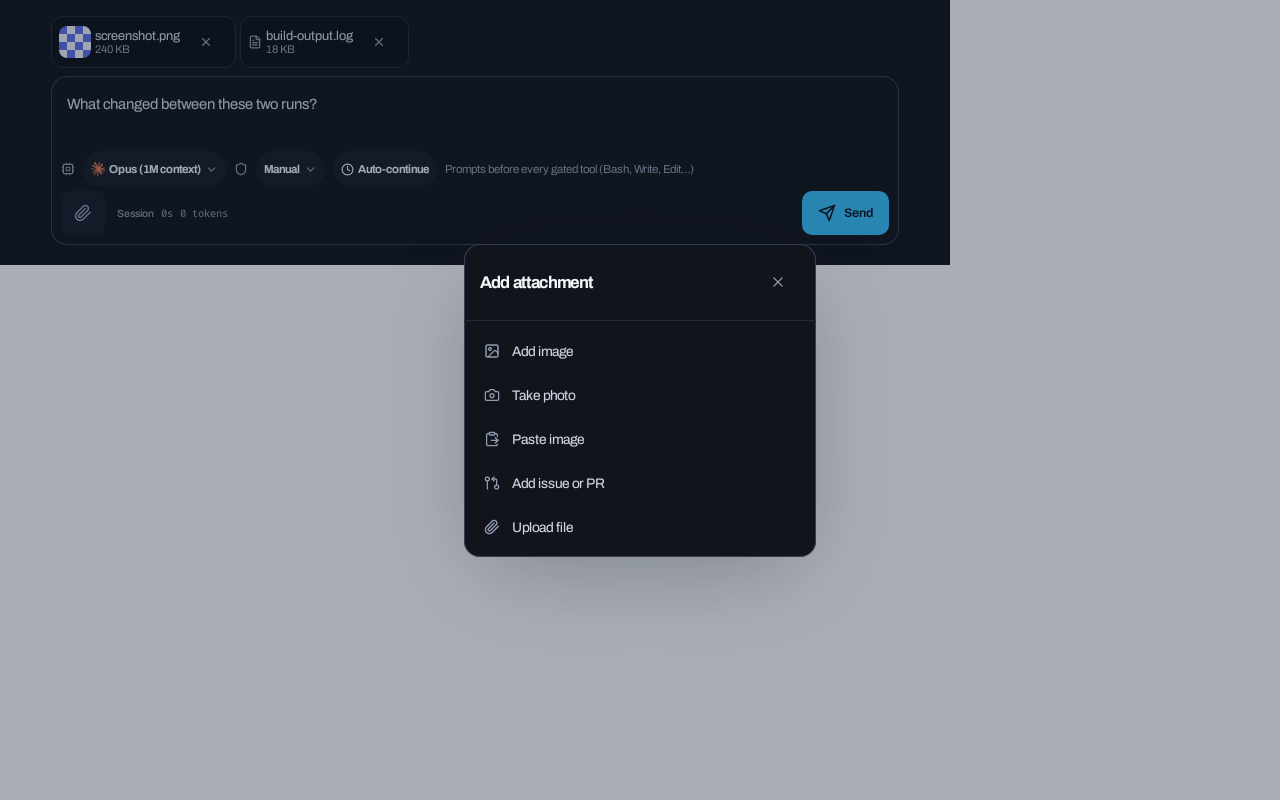 screenshot.png
240 KB
build-output.log
18 KB
What changed between these two runs?
Opus (1M context)
Manual
Auto-continue
Prompts before every gated tool (Bash, Write, Edit…)
Session 0s 0 tokens
Send
Add attachment
Add image
Take photo
Paste image
Add issue or PR
Upload file